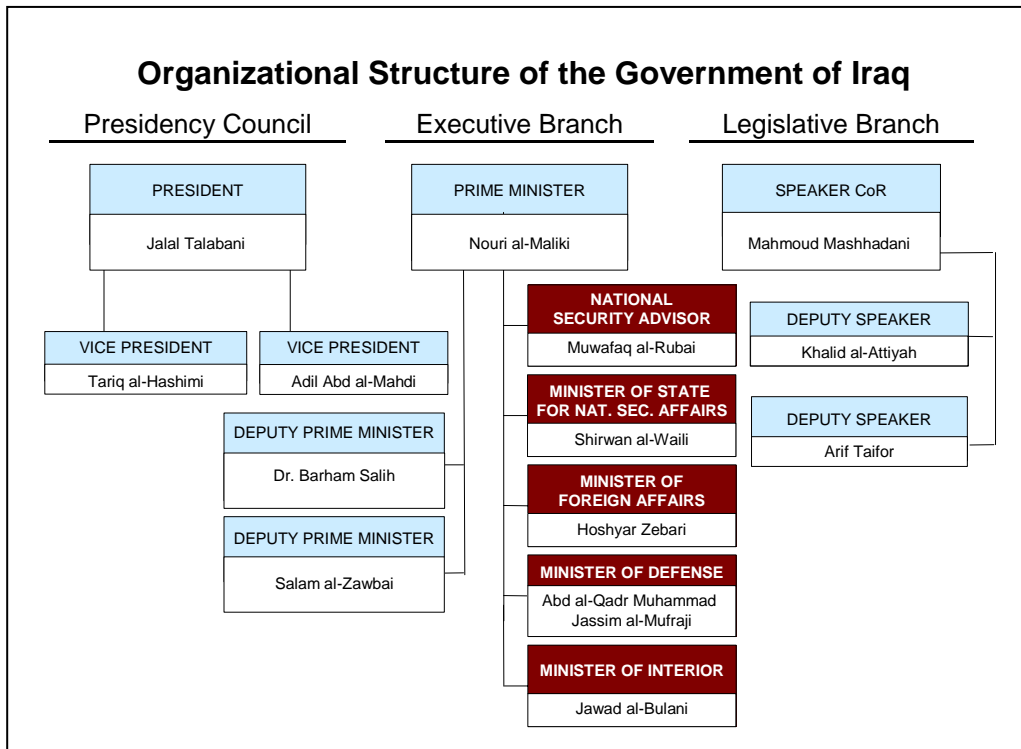 Organizational Structure of the Government of Iraq
Presidency Council
Executive Branch
Legislative Branch
PRESIDENT
Jalal Talabani
VICE PRESIDENT
Tariq al-Hashimi
VICE PRESIDENT
Adil Abd al-Mahdi
PRIME MINISTER
Nouri al-Maliki
DEPUTY PRIME MINISTER
Dr. Barham Salih
DEPUTY PRIME MINISTER
Salam al-Zawbai
NATIONAL
SECURITY ADVISOR
Muwafaq al-Rubai
MINISTER OF STATE
FOR NAT. SEC. AFFAIRS
Shirwan al-Waili
MINISTER OF
FOREIGN AFFAIRS
Hoshyar Zebari
MINISTER OF DEFENSE
Abd al-Qadr Muhammad
Jassim al-Mufraji
MINISTER OF INTERIOR
Jawad al-Bulani
SPEAKER CoR
Mahmoud Mashhadani
DEPUTY SPEAKER
Khalid al-Attiyah
DEPUTY SPEAKER
Arif Taifor